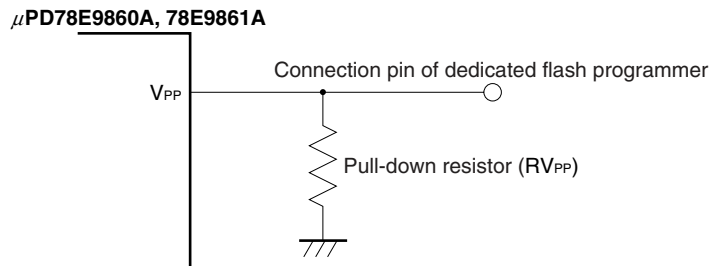 μPD78E9860A, 78E9861A
Connection pin of dedicated flash programmer
VPP
Pull-down resistor (RVPP)